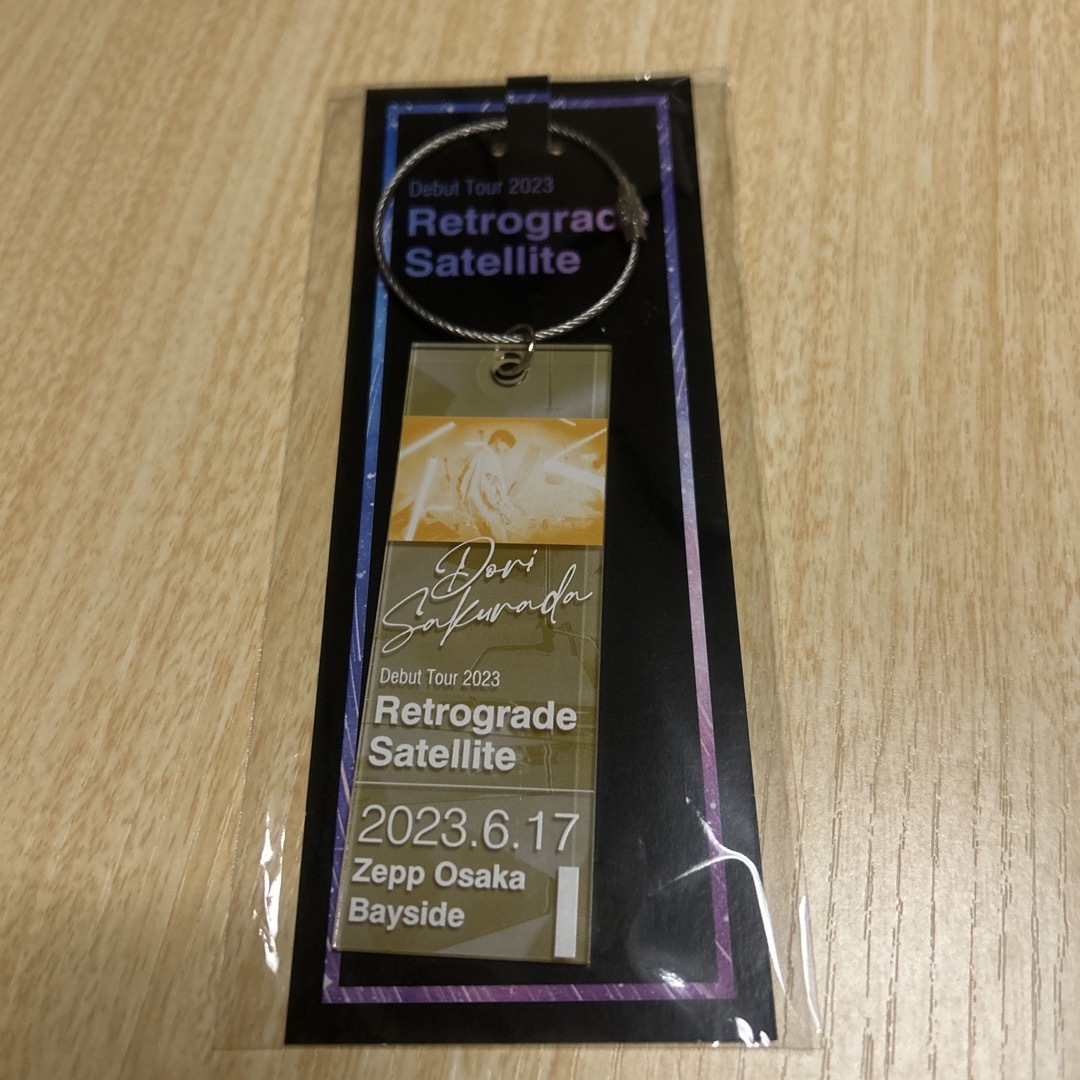 Debut Tour 2023
Retrograde
Satellite
Dori
Sakurada
Debut Tour 2023
Retrograde
Satellite
2023.6.17
Zepp Osaka
Bayside